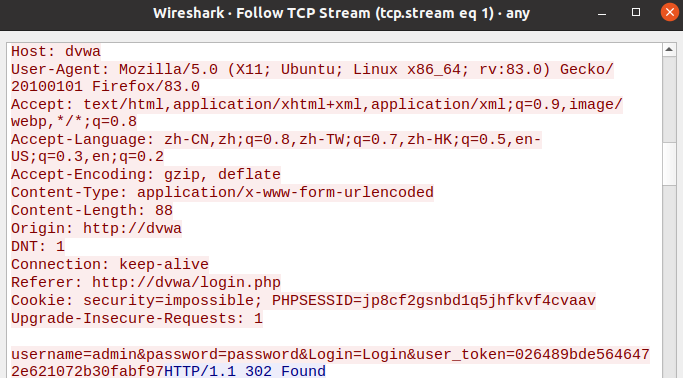 Wireshark · Follow TCP Stream (tcp.stream eq 1) · any
Host: dvwa
User-Agent: Mozilla/5.0 (X11; Ubuntu; Linux x86_64; rv:83.0) Gecko/
20100101 Firefox/83.0
Accept: text/html,application/xhtml+xml,application/xml;q=0.9,image/
webp,*/*;q=0.8
Accept-Language: zh-CN,zh;q=0.8,zh-TW;q=0.7,zh-HK;q=0.5,en-
US;q=0.3,en;q=0.2
Accept-Encoding: gzip, deflate
Content-Type: application/x-www-form-urlencoded
Content-Length: 88
Origin: http://dvwa
DNT: 1
Connection: keep-alive
Referer: http://dvwa/login.php
Cookie: security=impossible; PHPSESSID=jp8cf2gsnbd1q5jhfkvf4cvaav
Upgrade-Insecure-Requests: 1
username=admin&password=password&Login=Login&user_token=026489bde564647
2e621072b30fabf97HTTP/1.1 302 Found